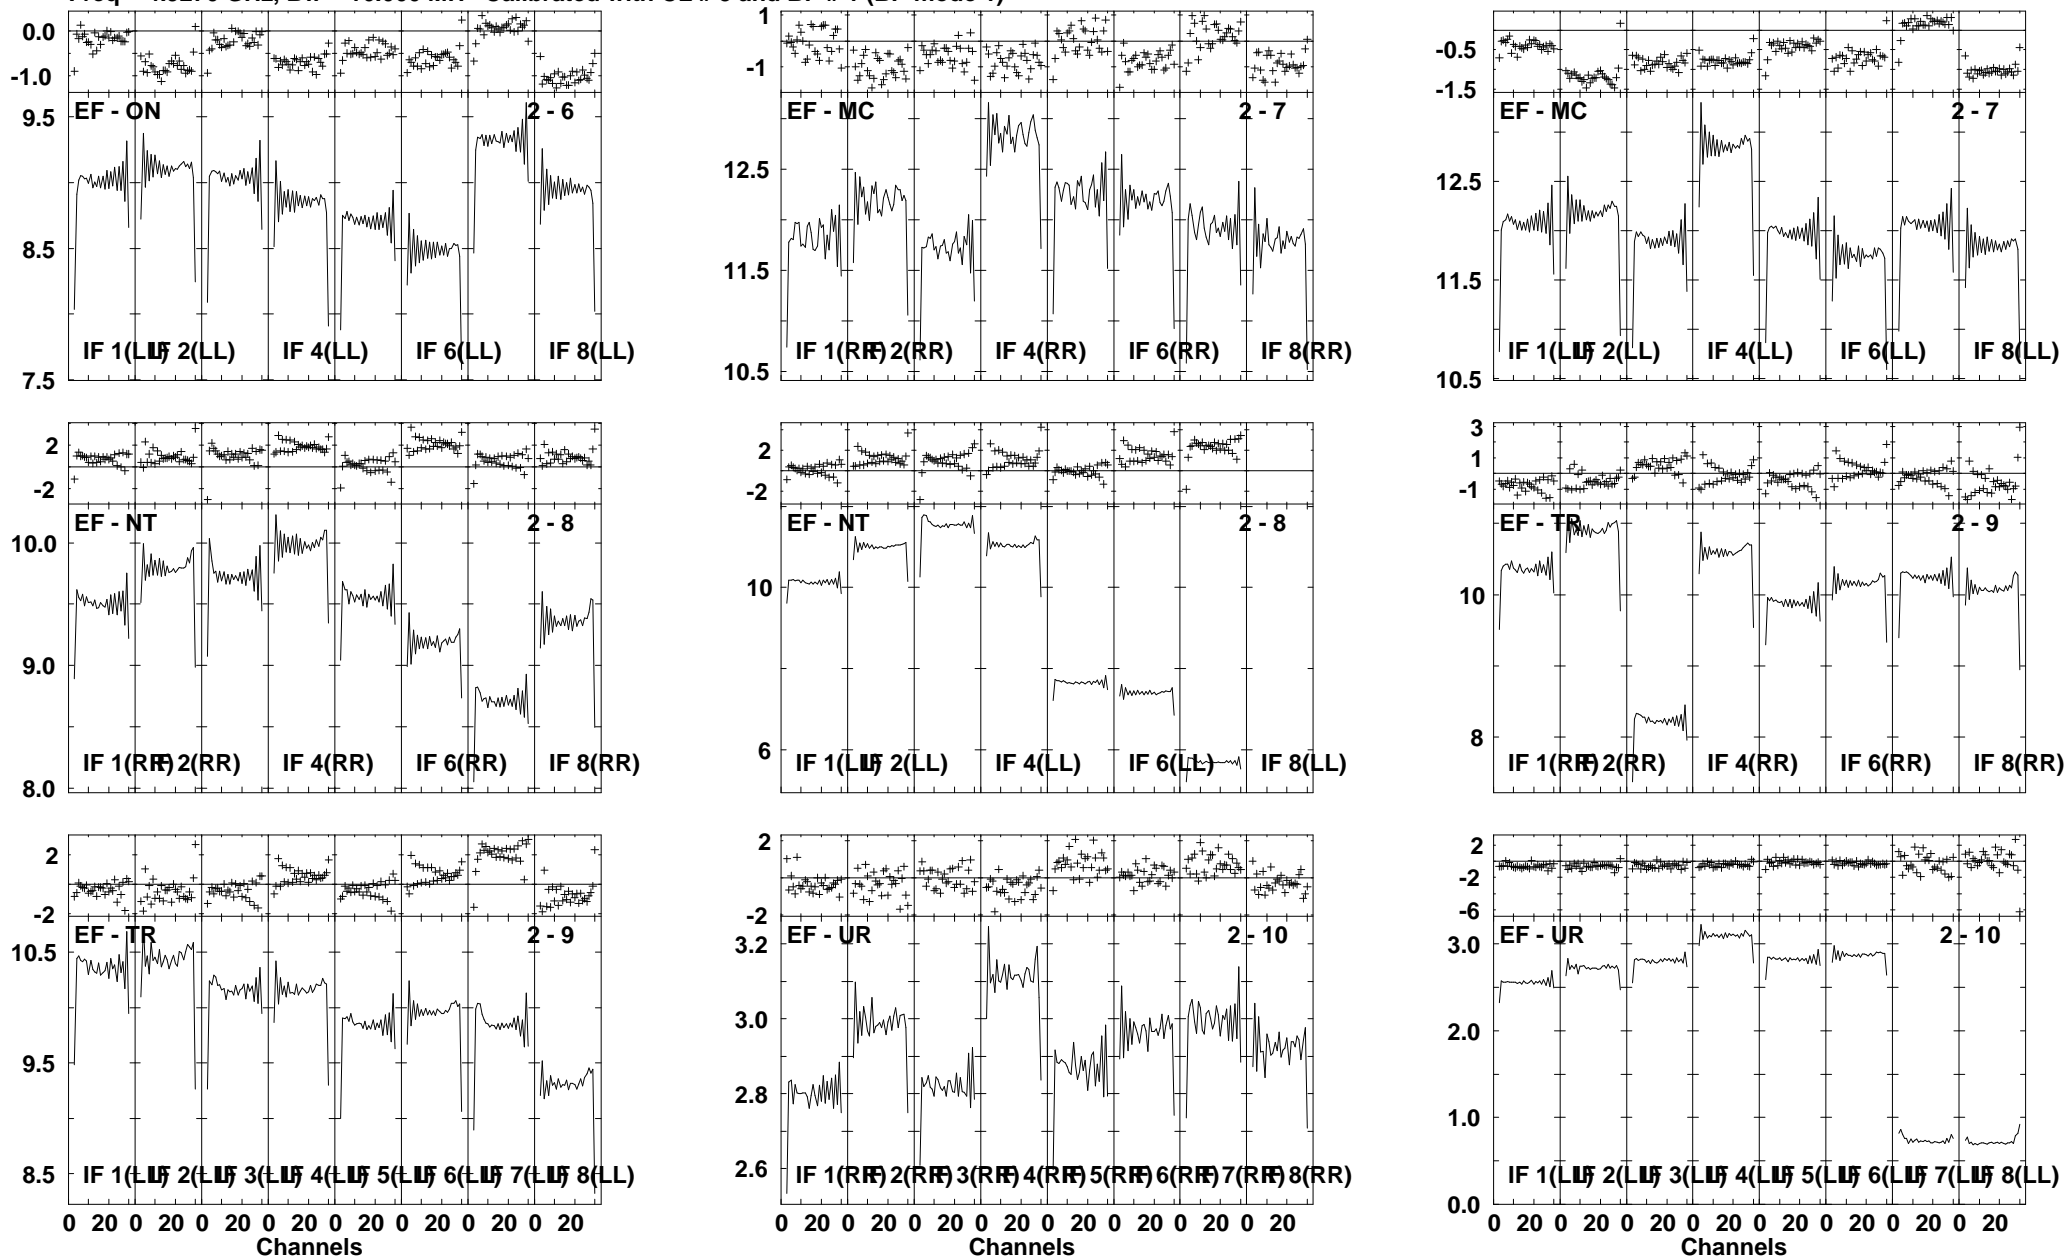 0.0
-1.0
EF - ON 2 - 6
9.5
8.5
7.5
IF 1(LL) IF 2(LL) IF 4(LL) IF 6(LL) IF 8(LL)
1
-1
EF - MC 2 - 7
12.5
11.5
10.5
IF 1(RR) IF 2(RR) IF 4(RR) IF 6(RR) IF 8(RR)
-0.5
-1.5
EF - MC 2 - 7
12.5
11.5
10.5
IF 1(LL) IF 2(LL) IF 4(LL) IF 6(LL) IF 8(LL)
2
-2
EF - NT 2 - 8
10.0
9.0
8.0
IF 1(RR) IF 2(RR) IF 4(RR) IF 6(RR) IF 8(RR)
2
-2
EF - NT 2 - 8
10
6
IF 1(LL) IF 2(LL) IF 4(LL) IF 6(LL) IF 8(LL)
3
1
-1
EF - TR 2 - 9
10
8
IF 1(RR) IF 2(RR) IF 4(RR) IF 6(RR) IF 8(RR)
2
-2
EF - TR 2 - 9
10.5
9.5
8.5
IF 1(LL) IF 2(LL) IF 3(LL) IF 4(LL) IF 5(LL) IF 6(LL) IF 7(LL) IF 8(LL)
0 20 0 20 0 20 0 20 0 20 0 20 0 20 0 20
Channels
2
0
-2
EF - UR 2 - 10
3.2
3.0
2.8
2.6
IF 1(RR) IF 2(RR) IF 3(RR) IF 4(RR) IF 5(RR) IF 6(RR) IF 7(RR) IF 8(RR)
0 20 0 20 0 20 0 20 0 20 0 20 0 20 0 20
2
-2
-6
EF - UR 2 - 10
3.0
2.0
1.0
0.0
IF 1(LL) IF 2(LL) IF 3(LL) IF 4(LL) IF 5(LL) IF 6(LL) IF 7(LL) IF 8(LL)
0 20 0 20 0 20 0 20 0 20 0 20 0 20 0 20
Channels